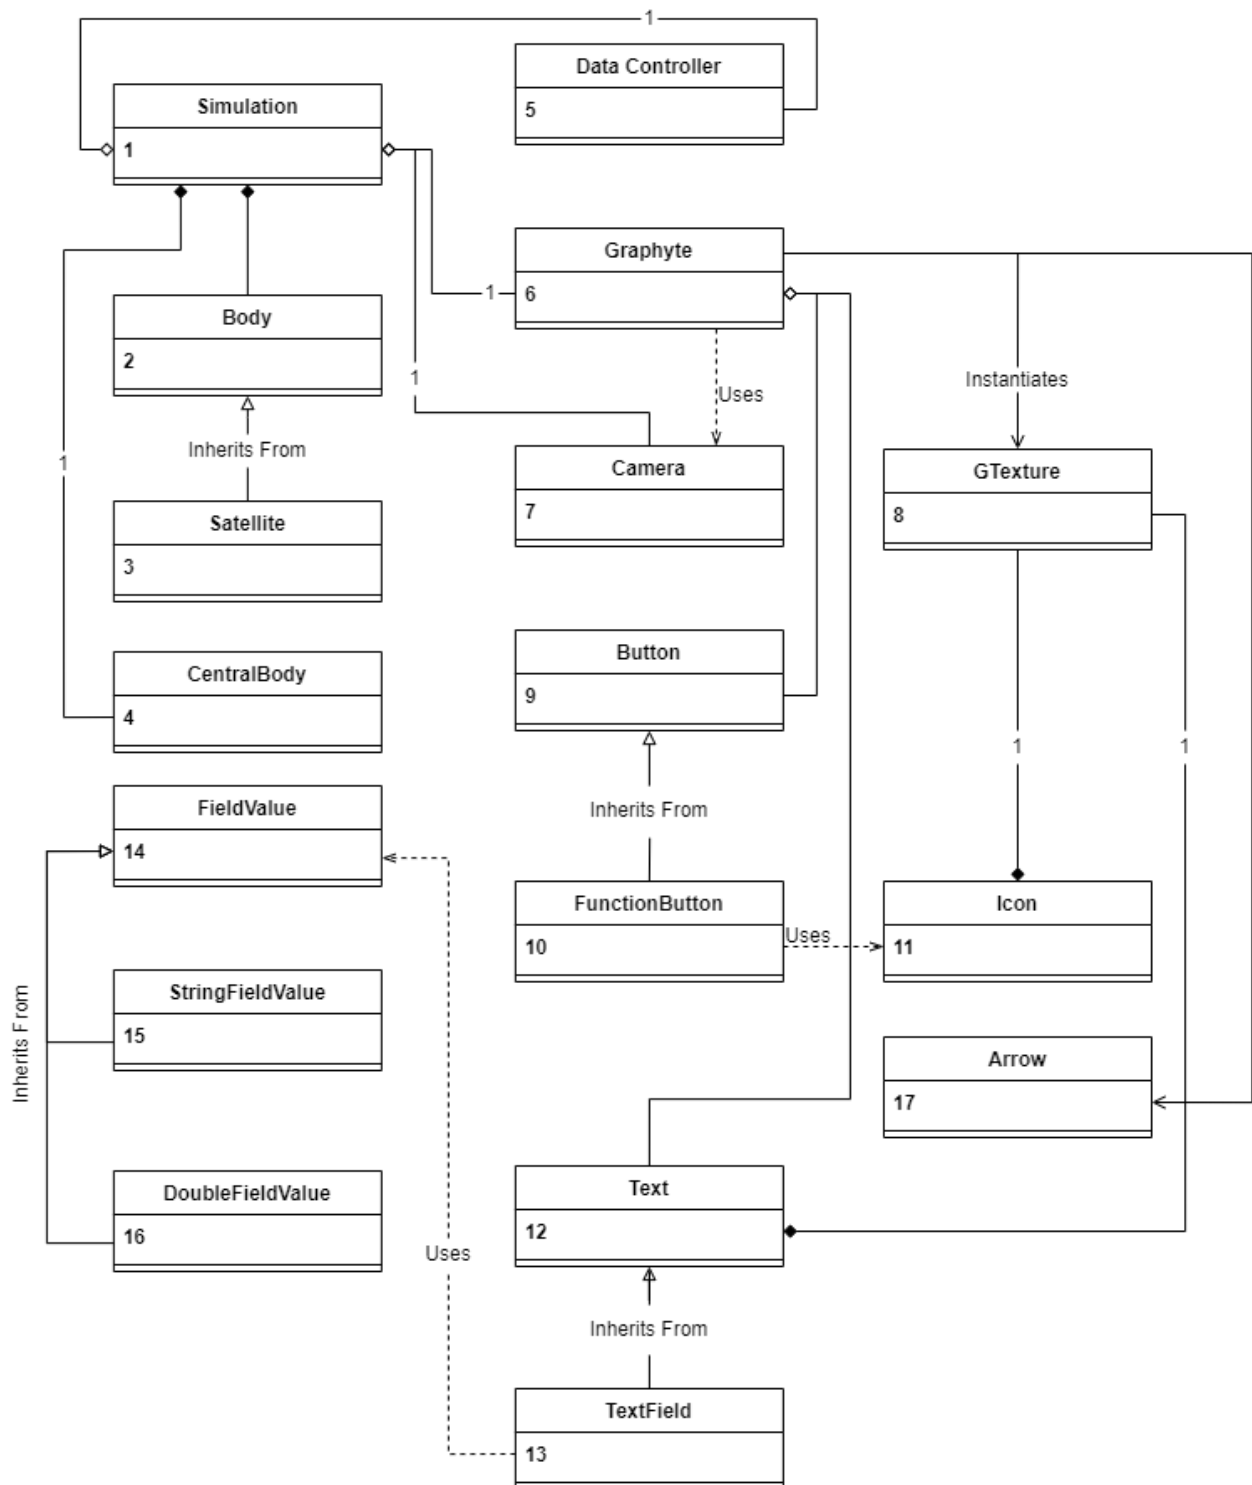 1
Data Controller
5
Simulation
1
Graphyte
6
1
Body
2
Instantiates
1
Uses
Inherits From
1
Camera
7
GTexture
8
Satellite
3
Button
9
CentralBody
4
1
1
FieldValue
14
Inherits From
FunctionButton
10
Uses
Icon
11
StringFieldValue
15
Inherits From
Arrow
17
DoubleFieldValue
16
Text
12
Uses
Inherits From
TextField
13